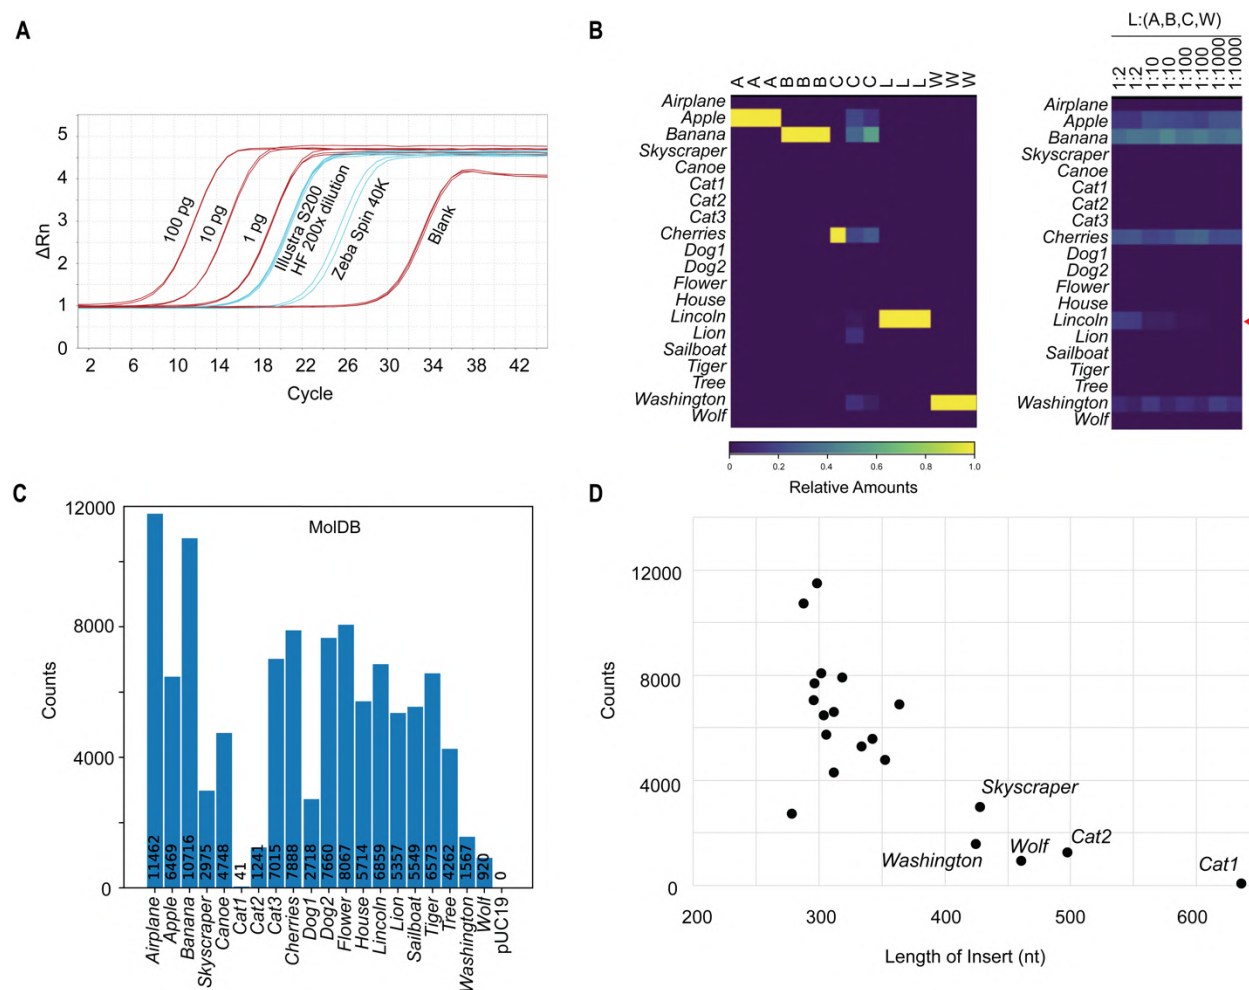 A
5
4
3
ΔRn
2
1
0
100 pg
10 pg
1 pg
Illustra S200
HF 200x dilution
Zeba Spin 40K
Blank
2 6 10 14 18 22 26 30 34 38 42
Cycle
B
A A A B B B C C C L L L W W W
Airplane
Apple
Banana
Skyscraper
Canoe
Cat1
Cat2
Cat3
Cherries
Dog1
Dog2
Flower
House
Lincoln
Lion
Sailboat
Tiger
Tree
Washington
Wolf
0 0.2 0.4 0.6 0.8 1.0
Relative Amounts
L:(A,B,C,W)
1:2 1:2 1:10 1:10 1:100 1:100 1:1000 1:1000
Airplane
Apple
Banana
Skyscraper
Canoe
Cat1
Cat2
Cat3
Cherries
Dog1
Dog2
Flower
House
Lincoln
Lion
Sailboat
Tiger
Tree
Washington
Wolf
C
12000
8000
4000
0
Counts
MolDB
11462 6469 10716 2975 4748 41 1241 7015 7888 2718 7660 8067 5714 6859 5357 5549 6573 4262 1567 920 0
Airplane Apple Banana Skyscraper Canoe Cat1 Cat2 Cat3 Cherries Dog1 Dog2 Flower House Lincoln Lion Sailboat Tiger Tree Washington Wolf pUC19
D
12000
8000
4000
0
Counts
Skyscraper
Washington
Wolf
Cat2
Cat1
200 300 400 500 600
Length of Insert (nt)